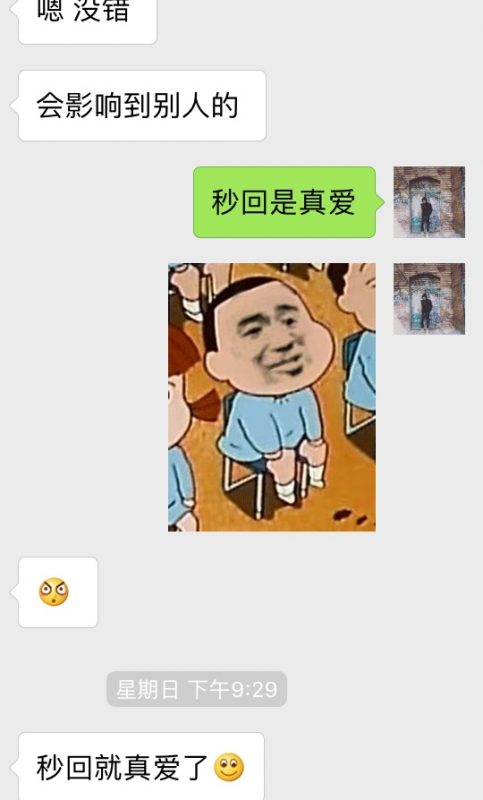 嗯 没错
会影响到别人的
秒回是真爱
星期日 下午9:29
秒回就真爱了